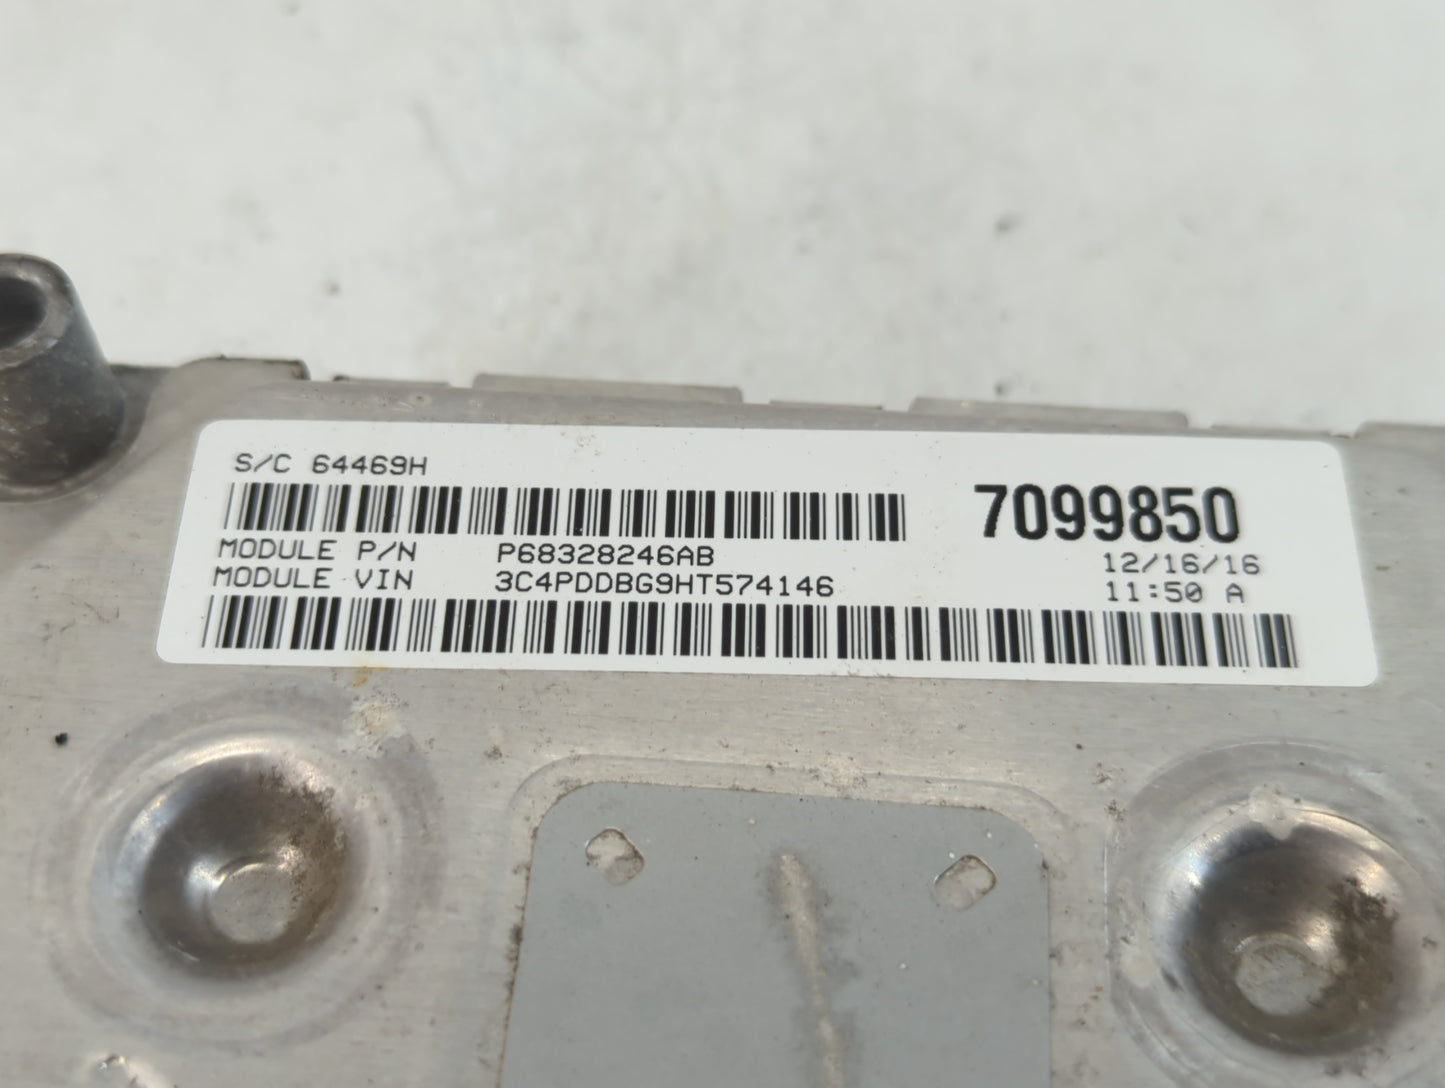 S/C 64469H
7099850
MODULE P/N P68328246AB
12/16/16
MODULE VIN 3C4PDDBG9HT574146
11:50 A